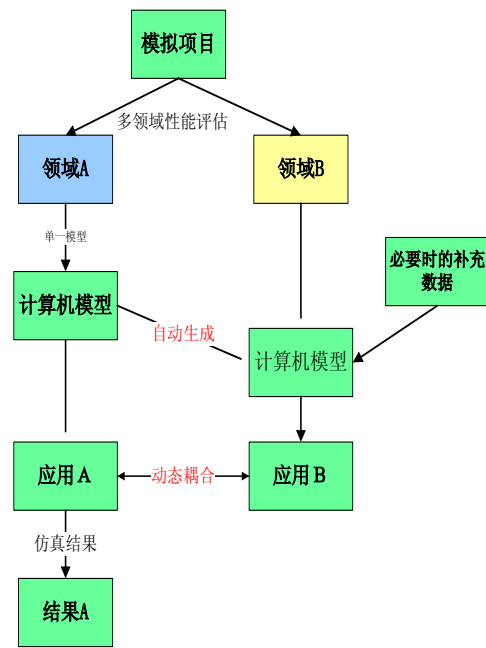 模拟项目
多领域性能评估
领域A
领域B
单一模型
必要时的补充
数据
计算机模型
自动生成
计算机模型
应用A
动态耦合
应用B
仿真结果
结果A